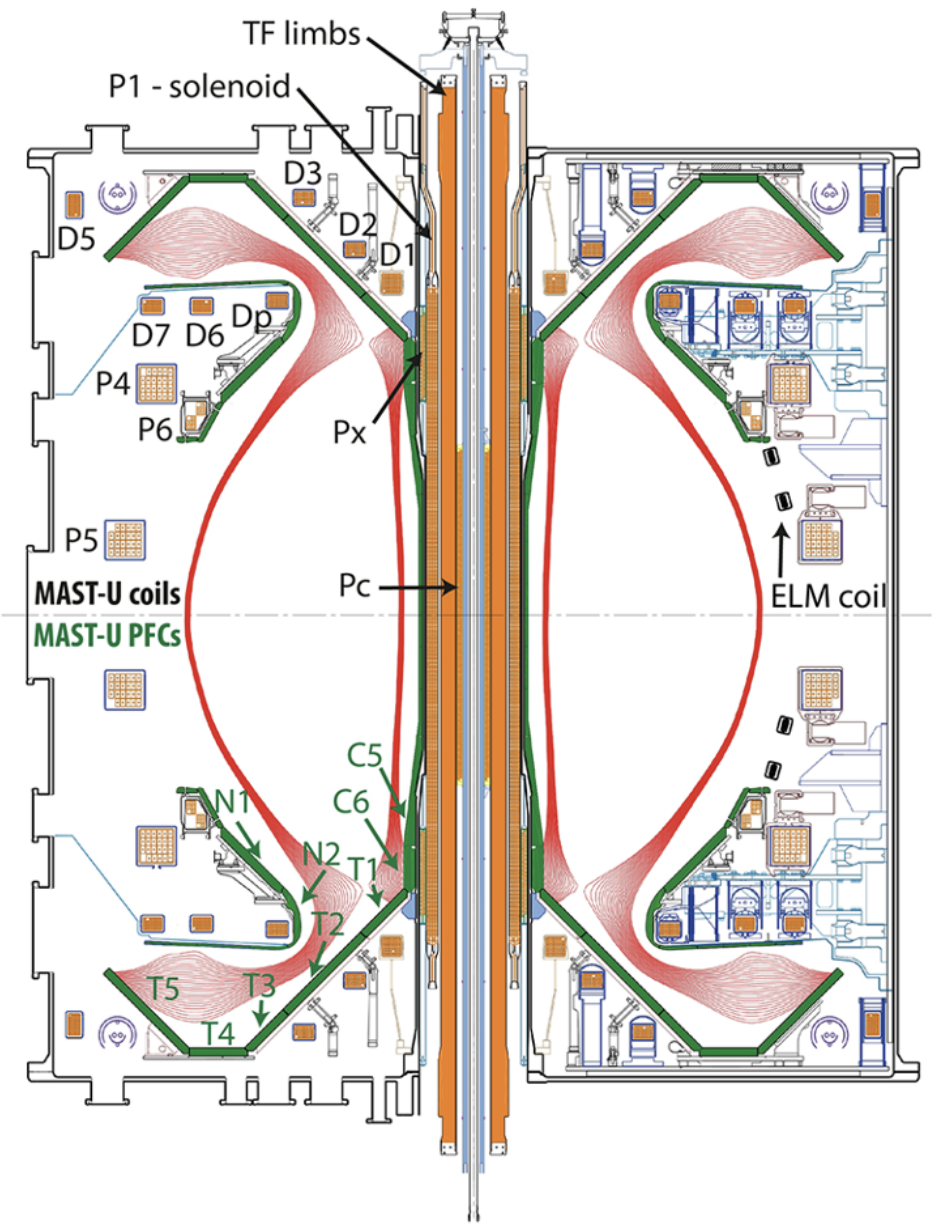 TF limbs
P1 - solenoid
D3
D5
D2
D1
D7
D6
Dp
P4
P6
Px
P5
Pc
MAST-U coils
ELM coil
MAST-U PFCs
C5
N1
C6
N2
T1
T2
T5
T3
T4